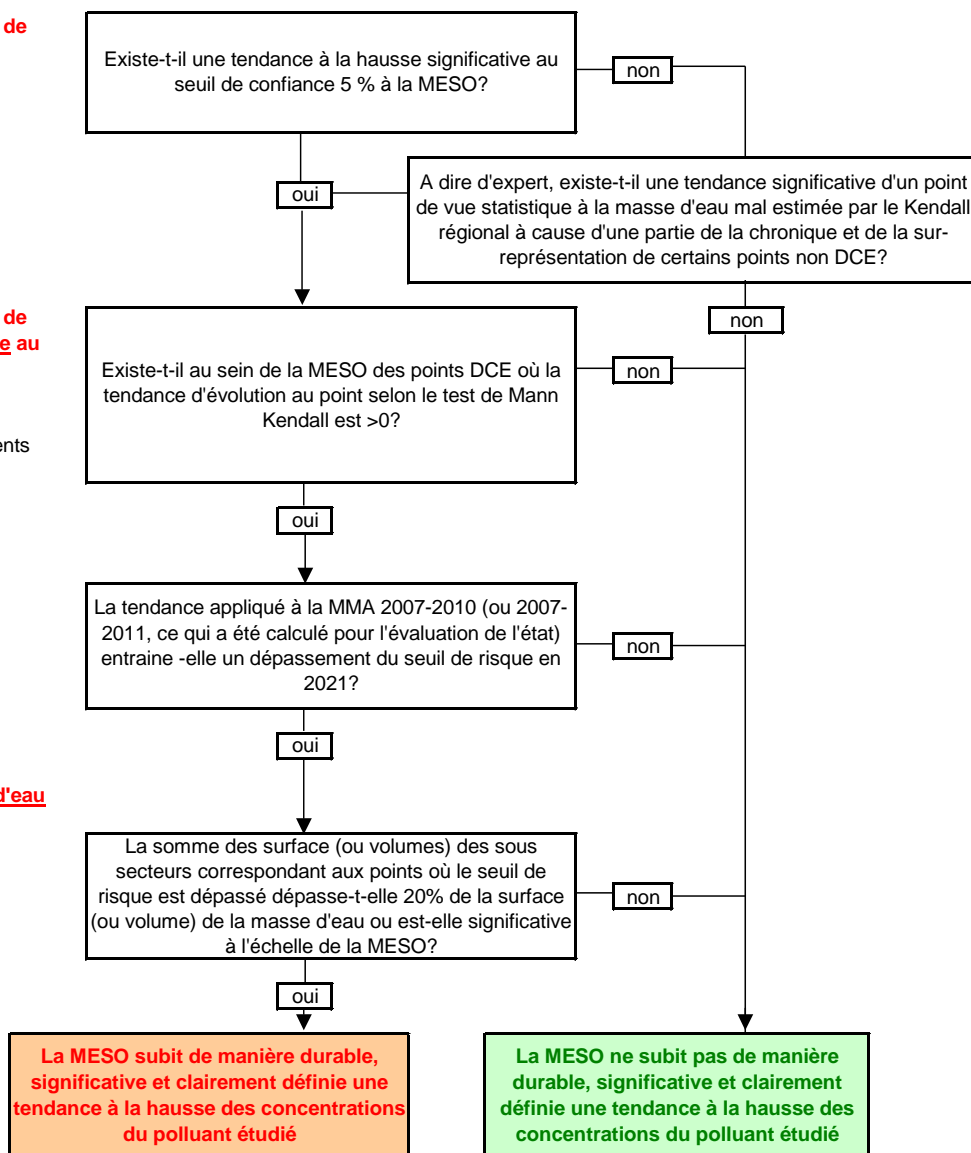 de
Existe-t-il une tendance à la hausse significative au
seuil de confiance 5 % à la MESO?
non
oui
A dire d'expert, existe-t-il une tendance significative d'un point
de vue statistique à la masse d'eau mal estimée par le Kendall
régional à cause d'une partie de la chronique et de la sur-
représentation de certains points non DCE?
non
de
e au
Existe-t-il au sein de la MESO des points DCE où la
tendance d'évolution au point selon le test de Mann
Kendall est >0?
non
ents
oui
La tendance appliqué à la MMA 2007-2010 (ou 2007-
2011, ce qui a été calculé pour l'évaluation de l'état)
entraine -elle un dépassement du seuil de risque en
2021?
non
oui
d'eau
La somme des surface (ou volumes) des sous
secteurs correspondant aux points où le seuil de
risque est dépassé dépasse-t-elle 20% de la surface
(ou volume) de la masse d'eau ou est-elle significative
à l'échelle de la MESO?
non
oui
La MESO subit de manière durable,
significative et clairement définie une
tendance à la hausse des concentrations
du polluant étudié
La MESO ne subit pas de manière
durable, significative et clairement
définie une tendance à la hausse des
concentrations du polluant étudié